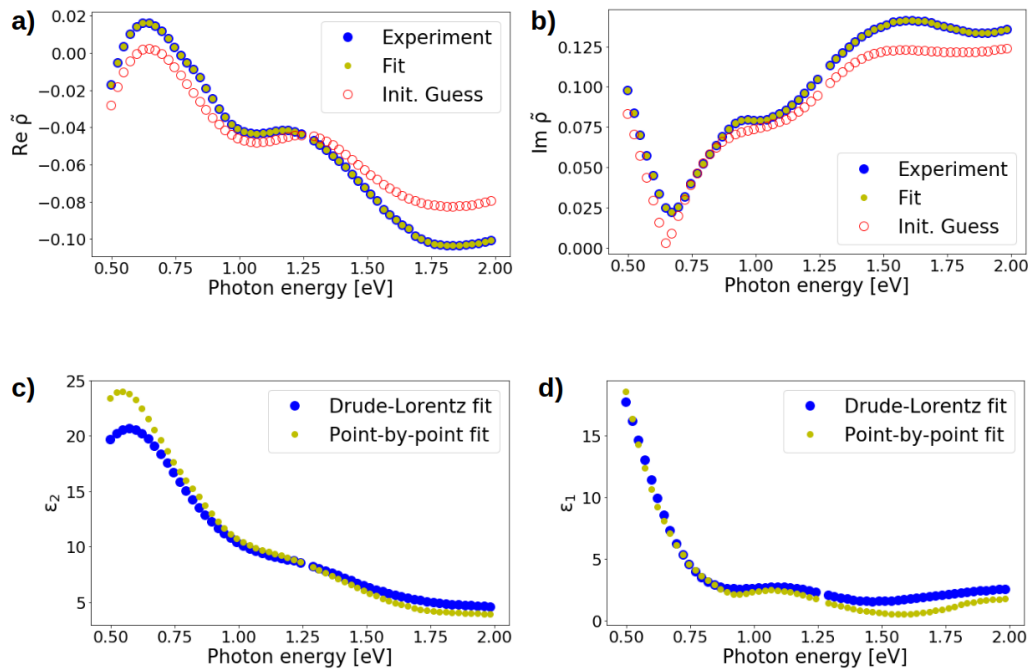 a)
0.02
0.00
−0.02
−0.04
−0.06
−0.08
−0.10
Re ρ̃
Experiment
Fit
Init. Guess
0.50 0.75 1.00 1.25 1.50 1.75 2.00
Photon energy [eV]
b)
0.125
0.100
0.075
0.050
0.025
0.000
Im ρ̃
Experiment
Fit
Init. Guess
0.50 0.75 1.00 1.25 1.50 1.75 2.00
Photon energy [eV]
c)
25
20
15
10
5
ε₂
Drude-Lorentz fit
Point-by-point fit
0.50 0.75 1.00 1.25 1.50 1.75 2.00
Photon energy [eV]
d)
15
10
5
0
ε₁
Drude-Lorentz fit
Point-by-point fit
0.50 0.75 1.00 1.25 1.50 1.75 2.00
Photon energy [eV]